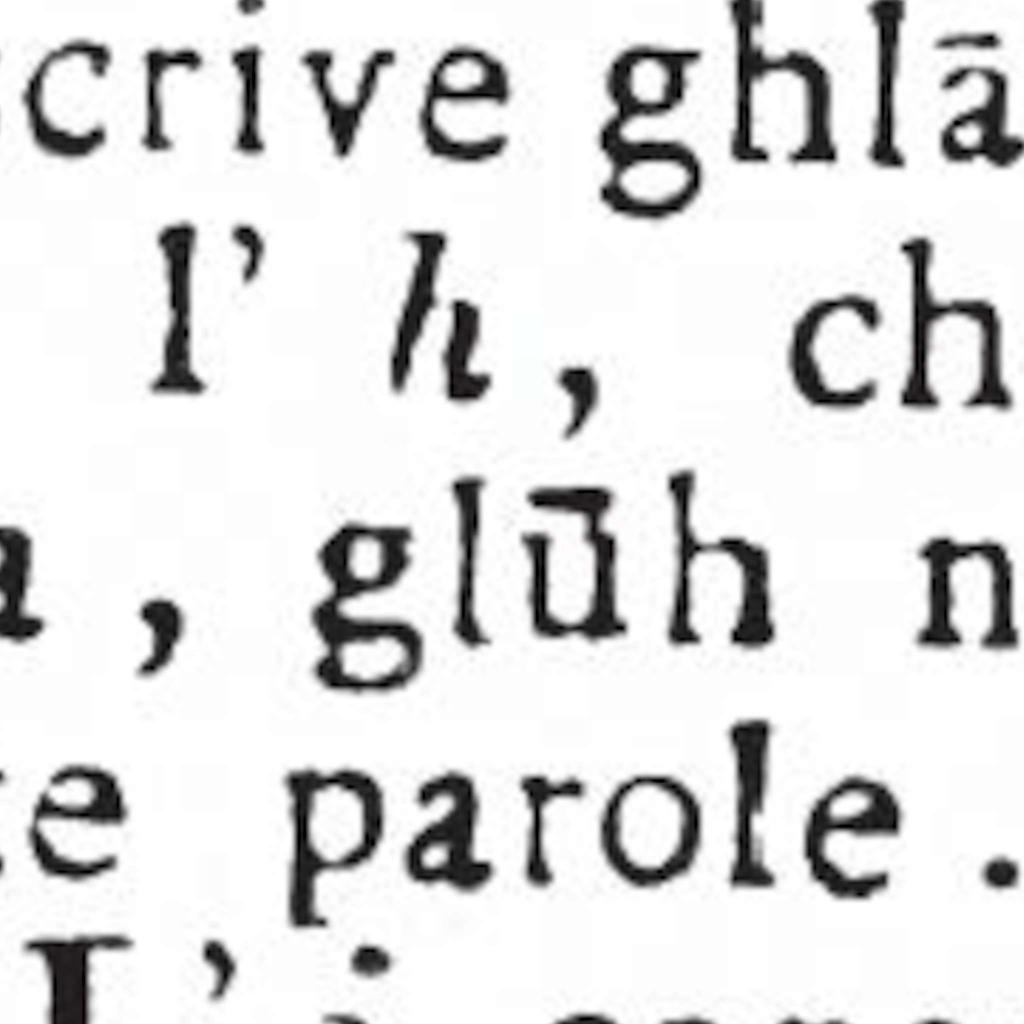 crive ghlā
l' h, ch
a, glūh n
e parole.